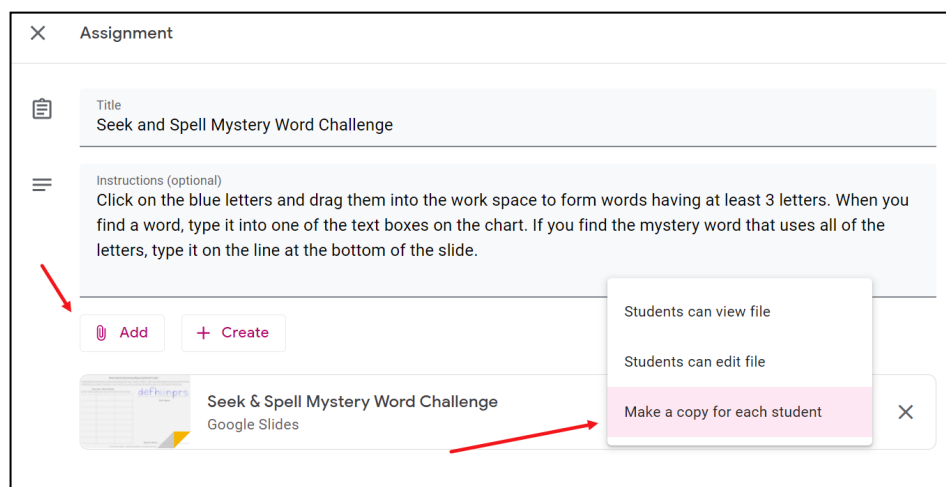 Assignment
Title
Seek and Spell Mystery Word Challenge
Instructions (optional)
Click on the blue letters and drag them into the work space to form words having at least 3 letters. When you
find a word, type it into one of the text boxes on the chart. If you find the mystery word that uses all of the
letters, type it on the line at the bottom of the slide.
Add
+ Create
Students can view file
Students can edit file
Make a copy for each student
Seek & Spell Mystery Word Challenge
Google Slides